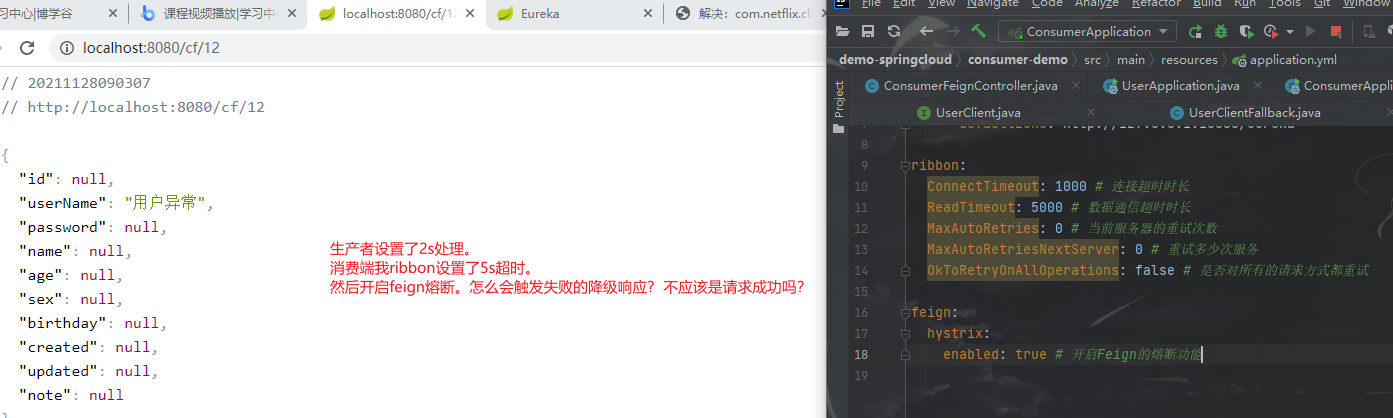 习中心|博学谷
课程视频播放|学习中
localhost:8080/cf/12
Eureka
解决：com.netflix.cli
localhost:8080/cf/12
// 20211128090307
// http://localhost:8080/cf/12
{
"id": null,
"userName": "用户异常",
"password": null,
"name": null,
"age": null,
"sex": null,
"birthday": null,
"created": null,
"updated": null,
"note": null
}
生产者设置了2s处理。
消费端我ribbon设置了5s超时。
然后开启feign熔断。怎么会触发失败的降级响应？不应该是请求成功吗？
File Edit View Navigate Code Analyze Refactor Build Run Tools Git Window
ConsumerApplication
demo-springcloud consumer-demo src main resources application.yml
Project
ConsumerFeignController.java UserApplication.java ConsumerAppl
UserClient.java UserClientFallback.java
8
9 ribbon:
10 ConnectTimeout: 1000 # 连接超时时长
11 ReadTimeout: 5000 # 数据通信超时时长
12 MaxAutoRetries: 0 # 当前服务器的重试次数
13 MaxAutoRetriesNextServer: 0 # 重试多少次服务
14 OkToRetryOnAllOperations: false # 是否对所有的请求方式都重试
15
16 feign:
17 hystrix:
18 enabled: true # 开启Feign的熔断功能
19